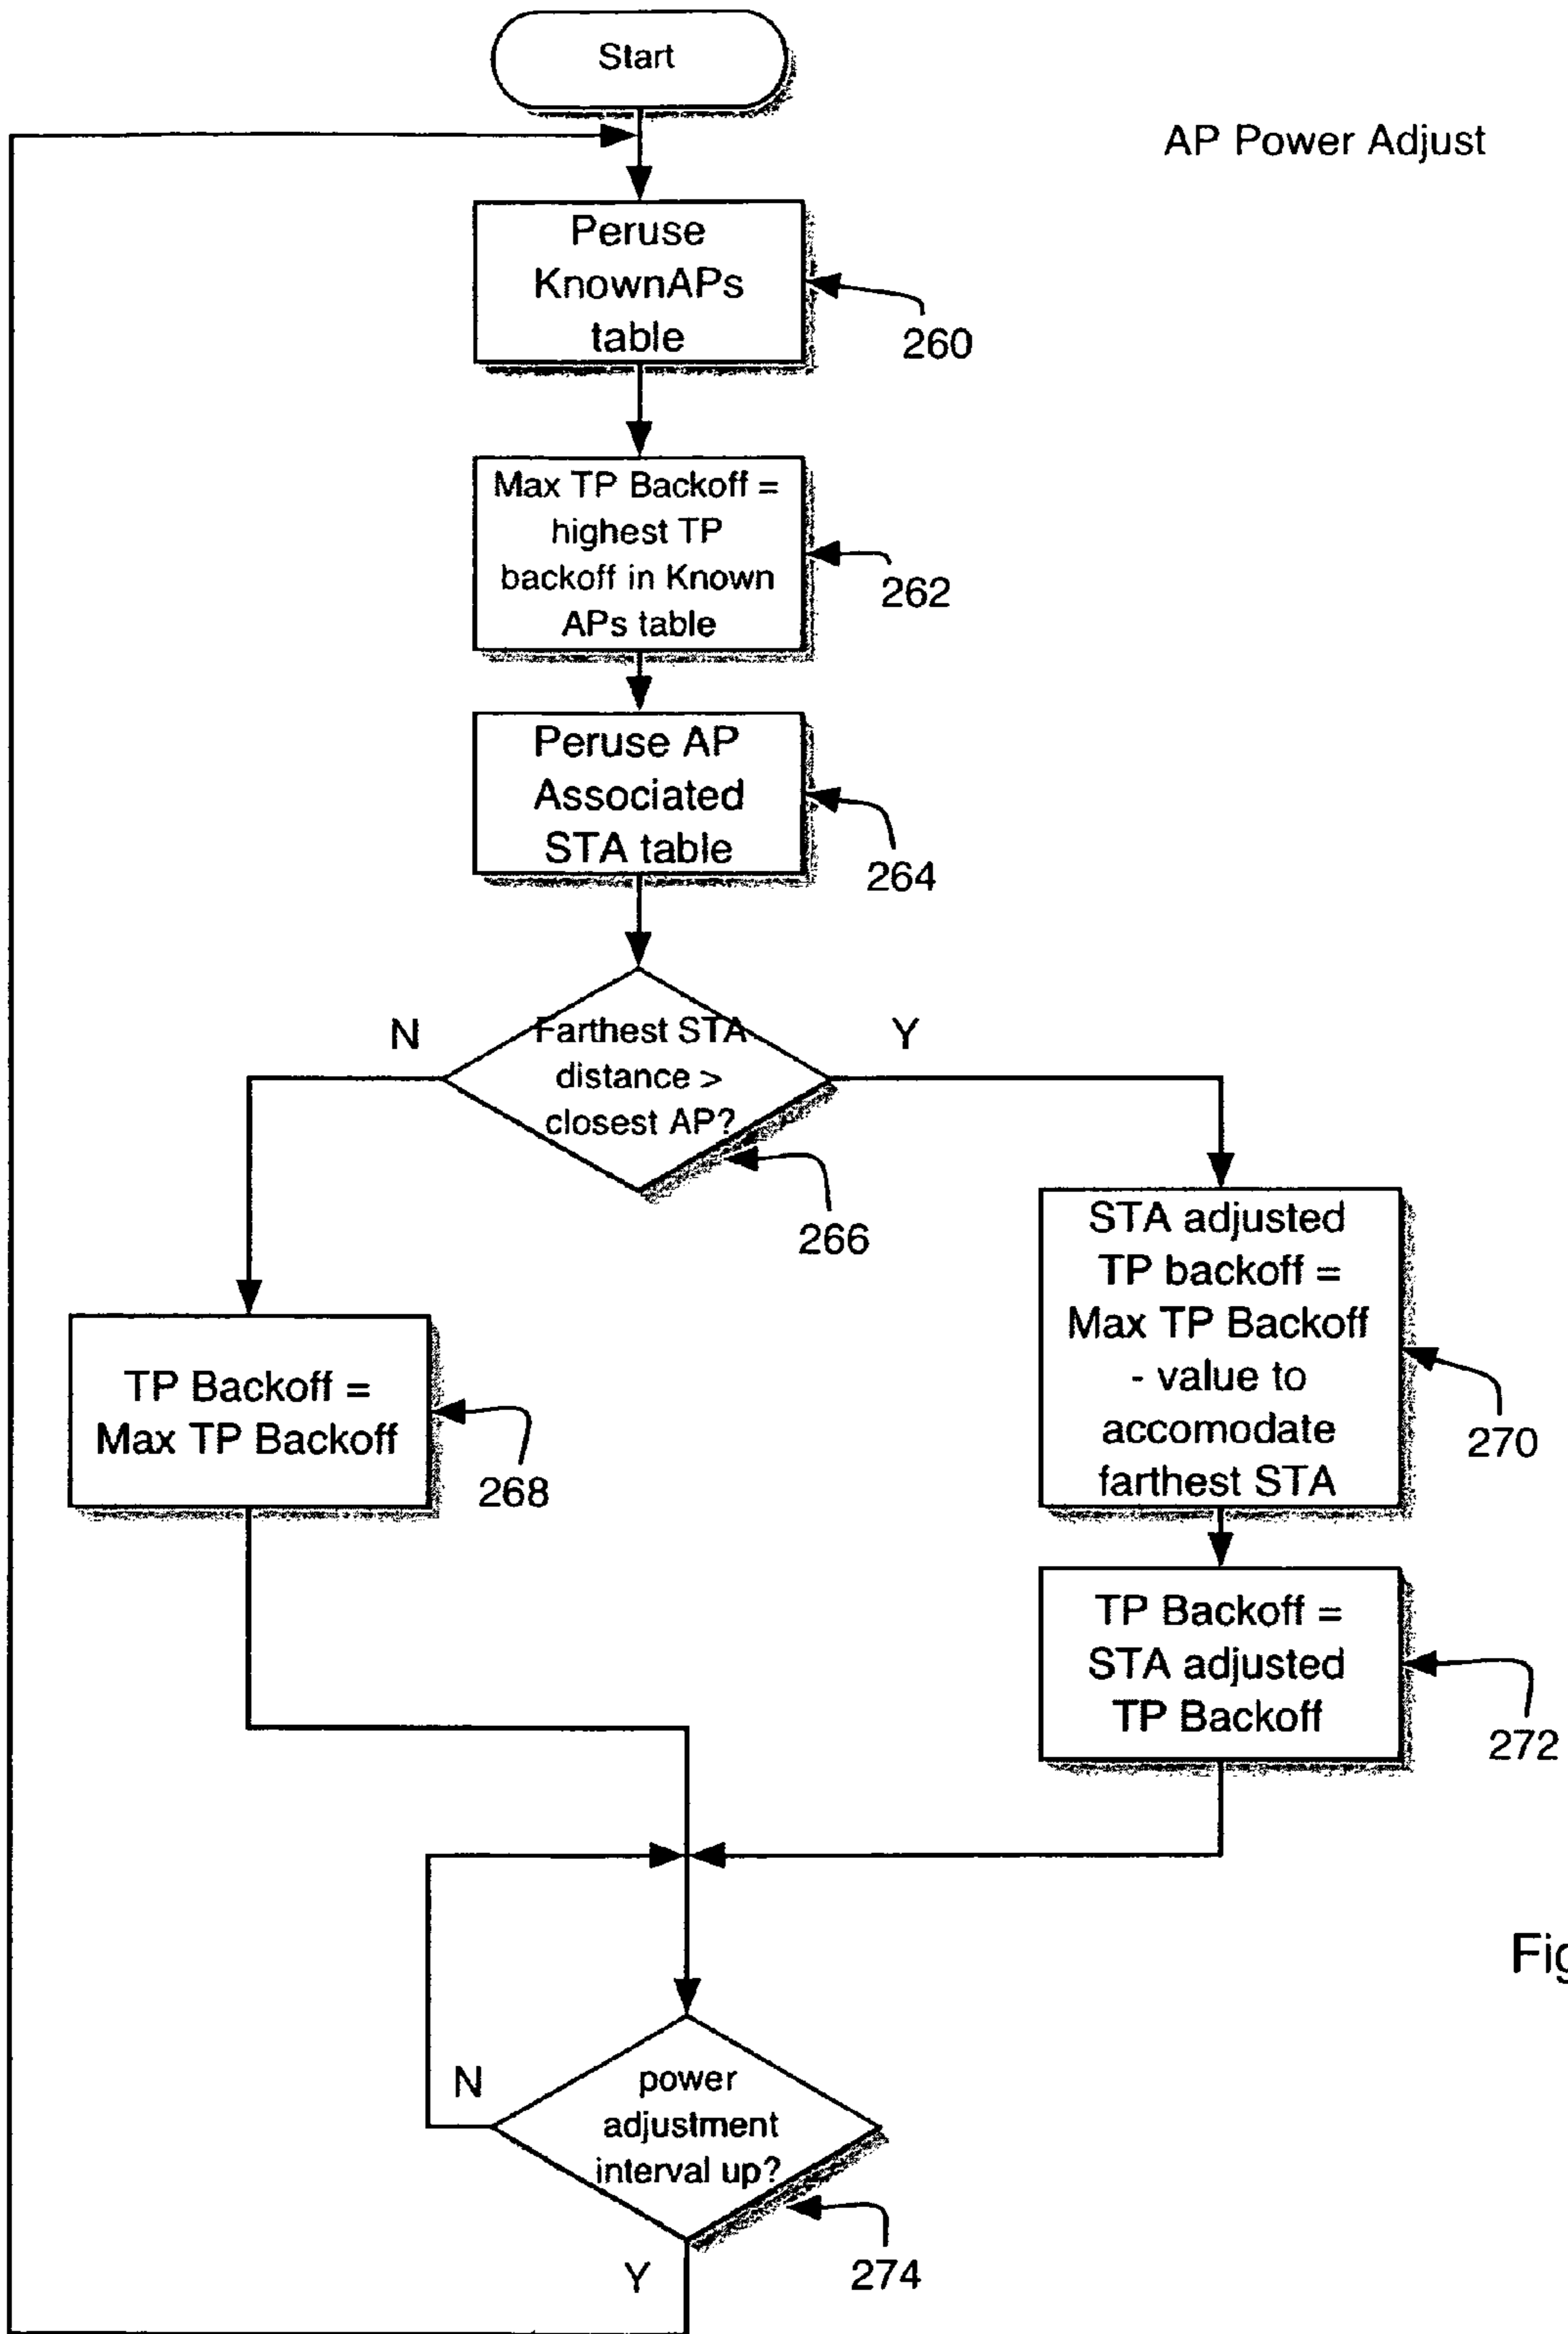 Start
AP Power Adjust
Peruse
KnownAPs
table
260
Max TP Backoff =
highest TP
backoff in Known
APs table
262
Peruse AP
Associated
STA table
264
N
Farthest STA
distance >
closest AP?
Y
266
STA adjusted
TP backoff =
Max TP Backoff
- value to
accomodate
farthest STA
270
TP Backoff =
Max TP Backoff
268
TP Backoff =
STA adjusted
TP Backoff
272
Fig
N
power
adjustment
interval up?
Y
274